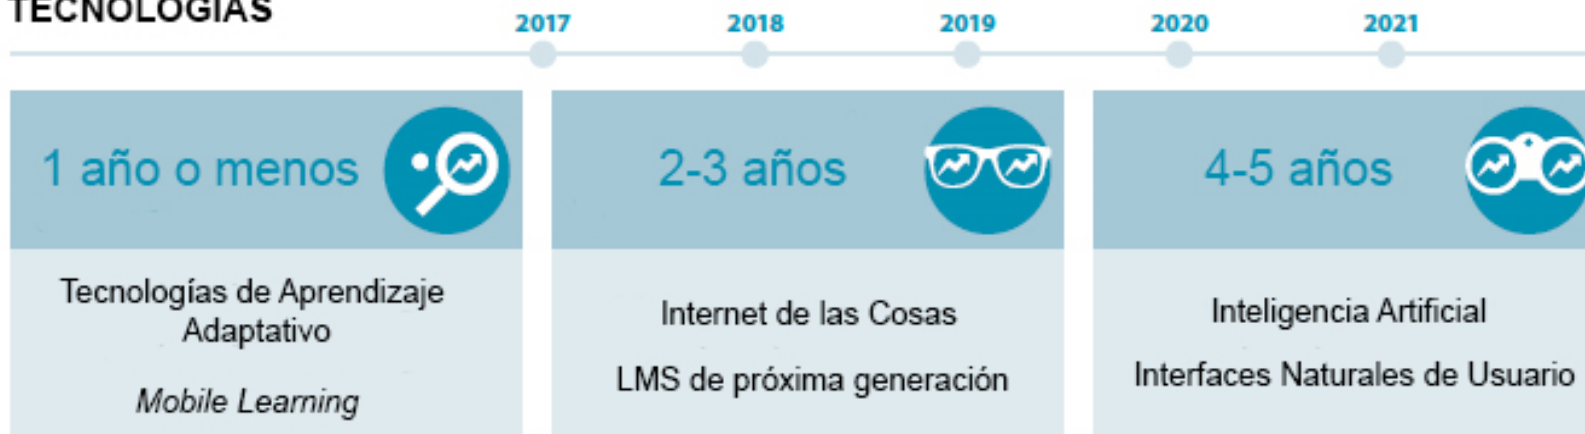 TECNOLOGÍAS
2017 2018 2019 2020 2021
1 año o menos
Tecnologías de Aprendizaje
Adaptativo
Mobile Learning
2-3 años
Internet de las Cosas
LMS de próxima generación
4-5 años
Inteligencia Artificial
Interfaces Naturales de Usuario